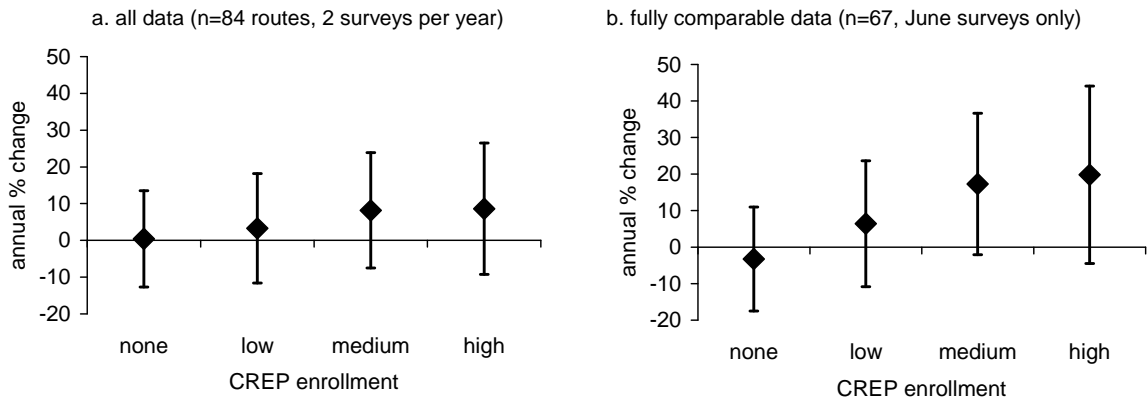 a. all data (n=84 routes, 2 surveys per year)
50
40
30
20
10
0
-10
-20
annual % change
none low medium high
CREP enrollment
b. fully comparable data (n=67, June surveys only)
50
40
30
20
10
0
-10
-20
annual % change
none low medium high
CREP enrollment